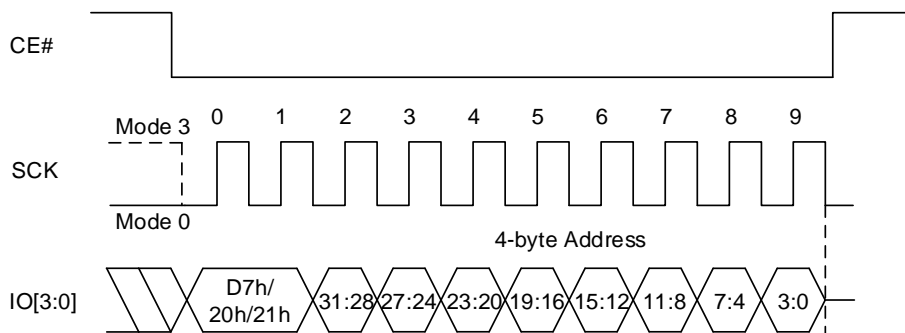 CE#
0 1 2 3 4 5 6 7 8 9
Mode 3
SCK
Mode 0
4-byte Address
IO[3:0]
D7h/
20h/21h
31:28 27:24 23:20 19:16 15:12 11:8 7:4 3:0